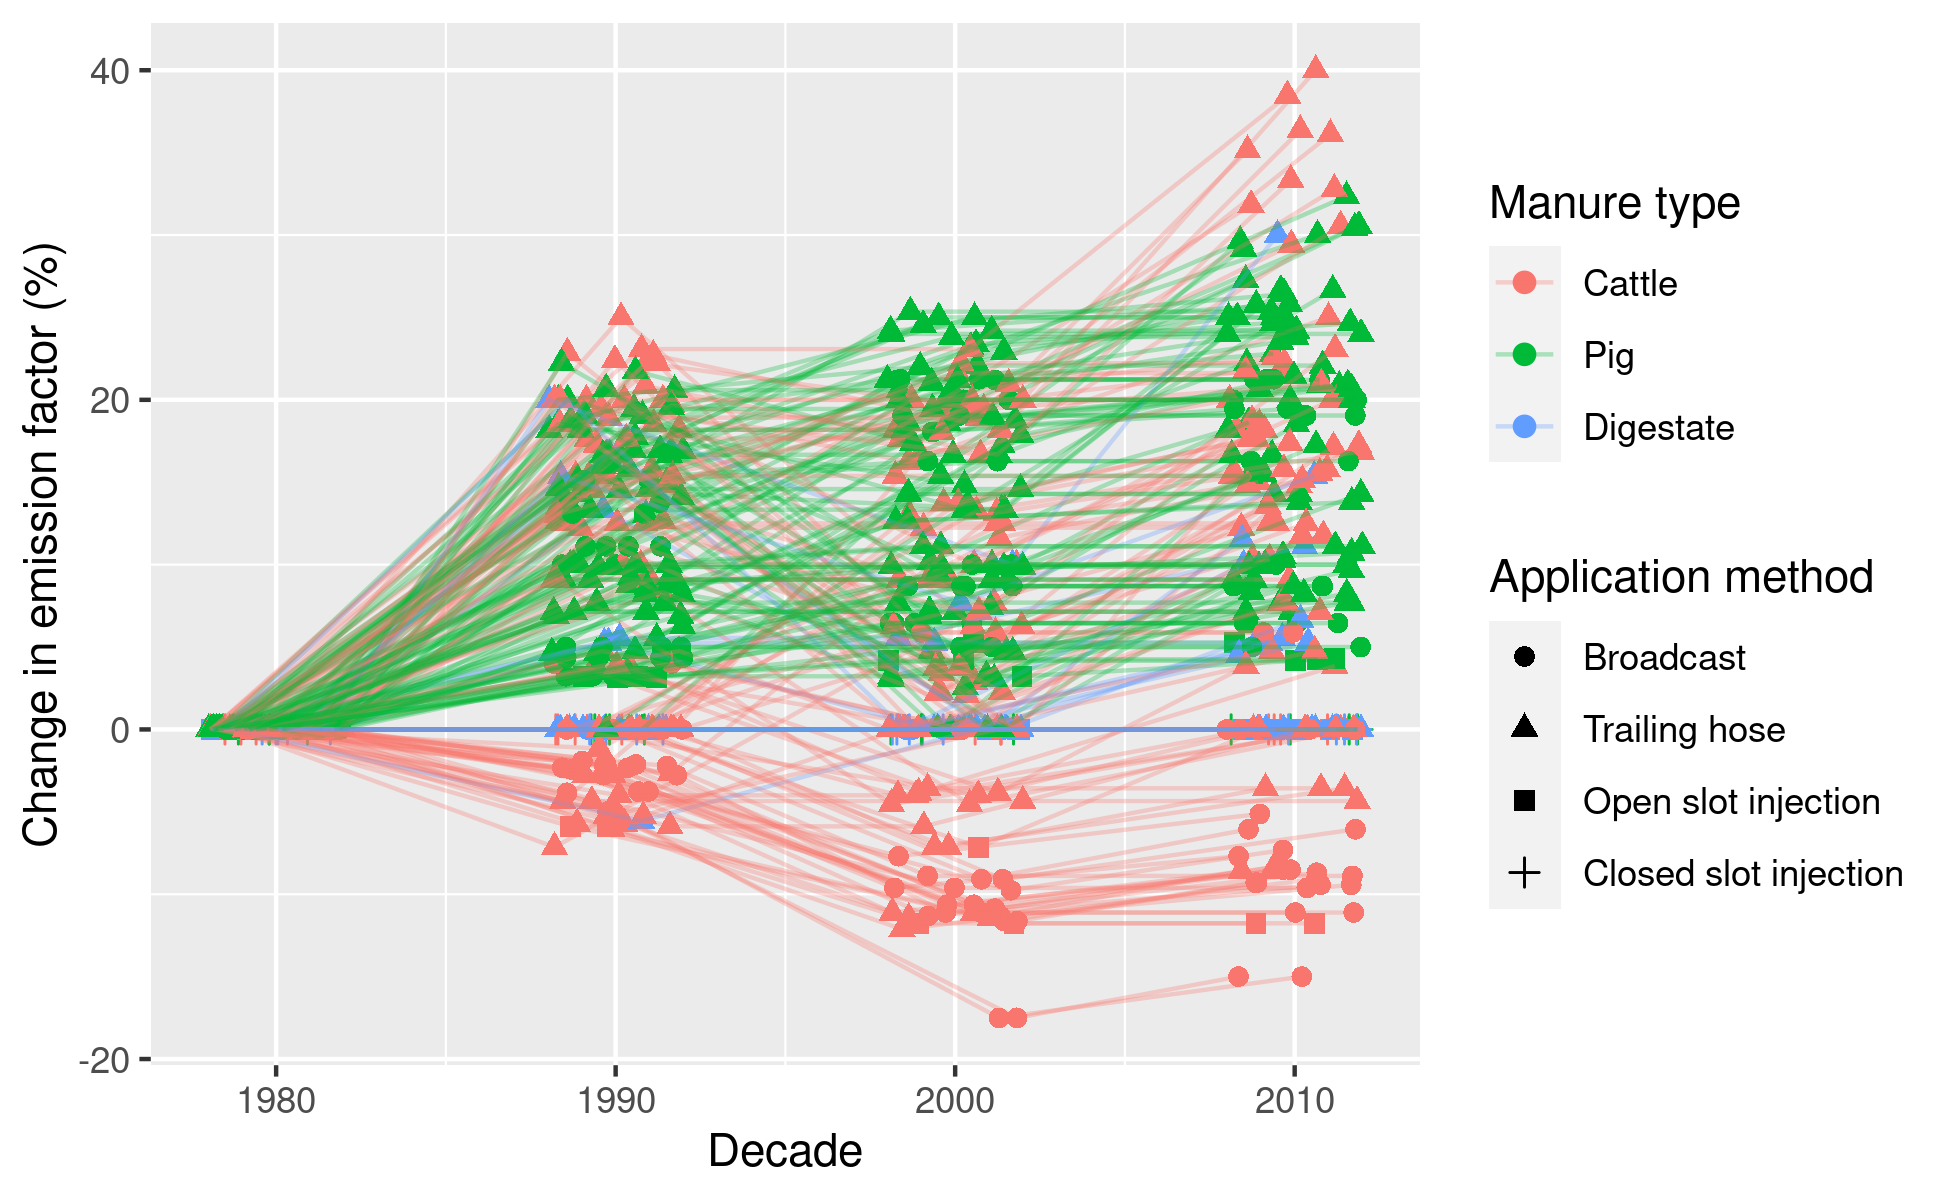 Change in emission factor (%)
40
20
0
-20
1980 1990 2000 2010
Decade
Manure type
Cattle
Pig
Digestate
Application method
Broadcast
Trailing hose
Open slot injection
Closed slot injection